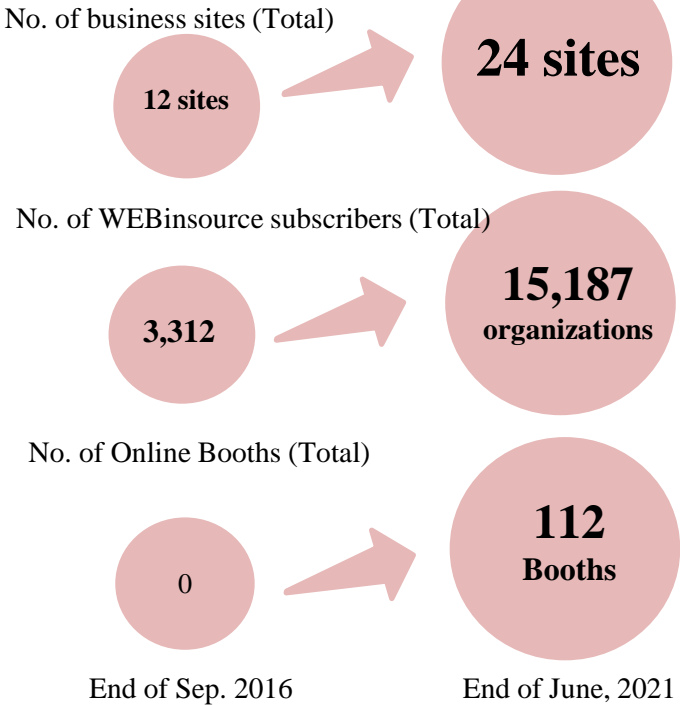 No. of business sites (Total)
12 sites
24 sites
No. of WEBinsource subscribers (Total)
3,312
15,187
organizations
No. of Online Booths (Total)
0
112
Booths
End of Sep. 2016
End of June, 2021